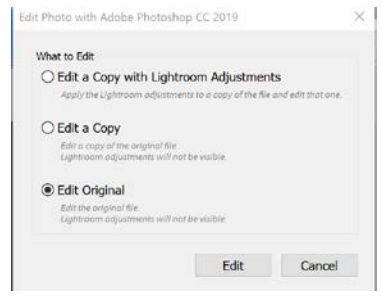 Edit Photo with Adobe Photoshop CC 2019
What to Edit
Edit a Copy with Lightroom Adjustments
Apply the Lightroom adjustments to a copy of the file and edit that one.
Edit a Copy
Edit a copy of the original file.
Lightroom adjustments will not be visible.
Edit Original
Edit the original file.
Lightroom adjustments will not be visible.
Edit Cancel